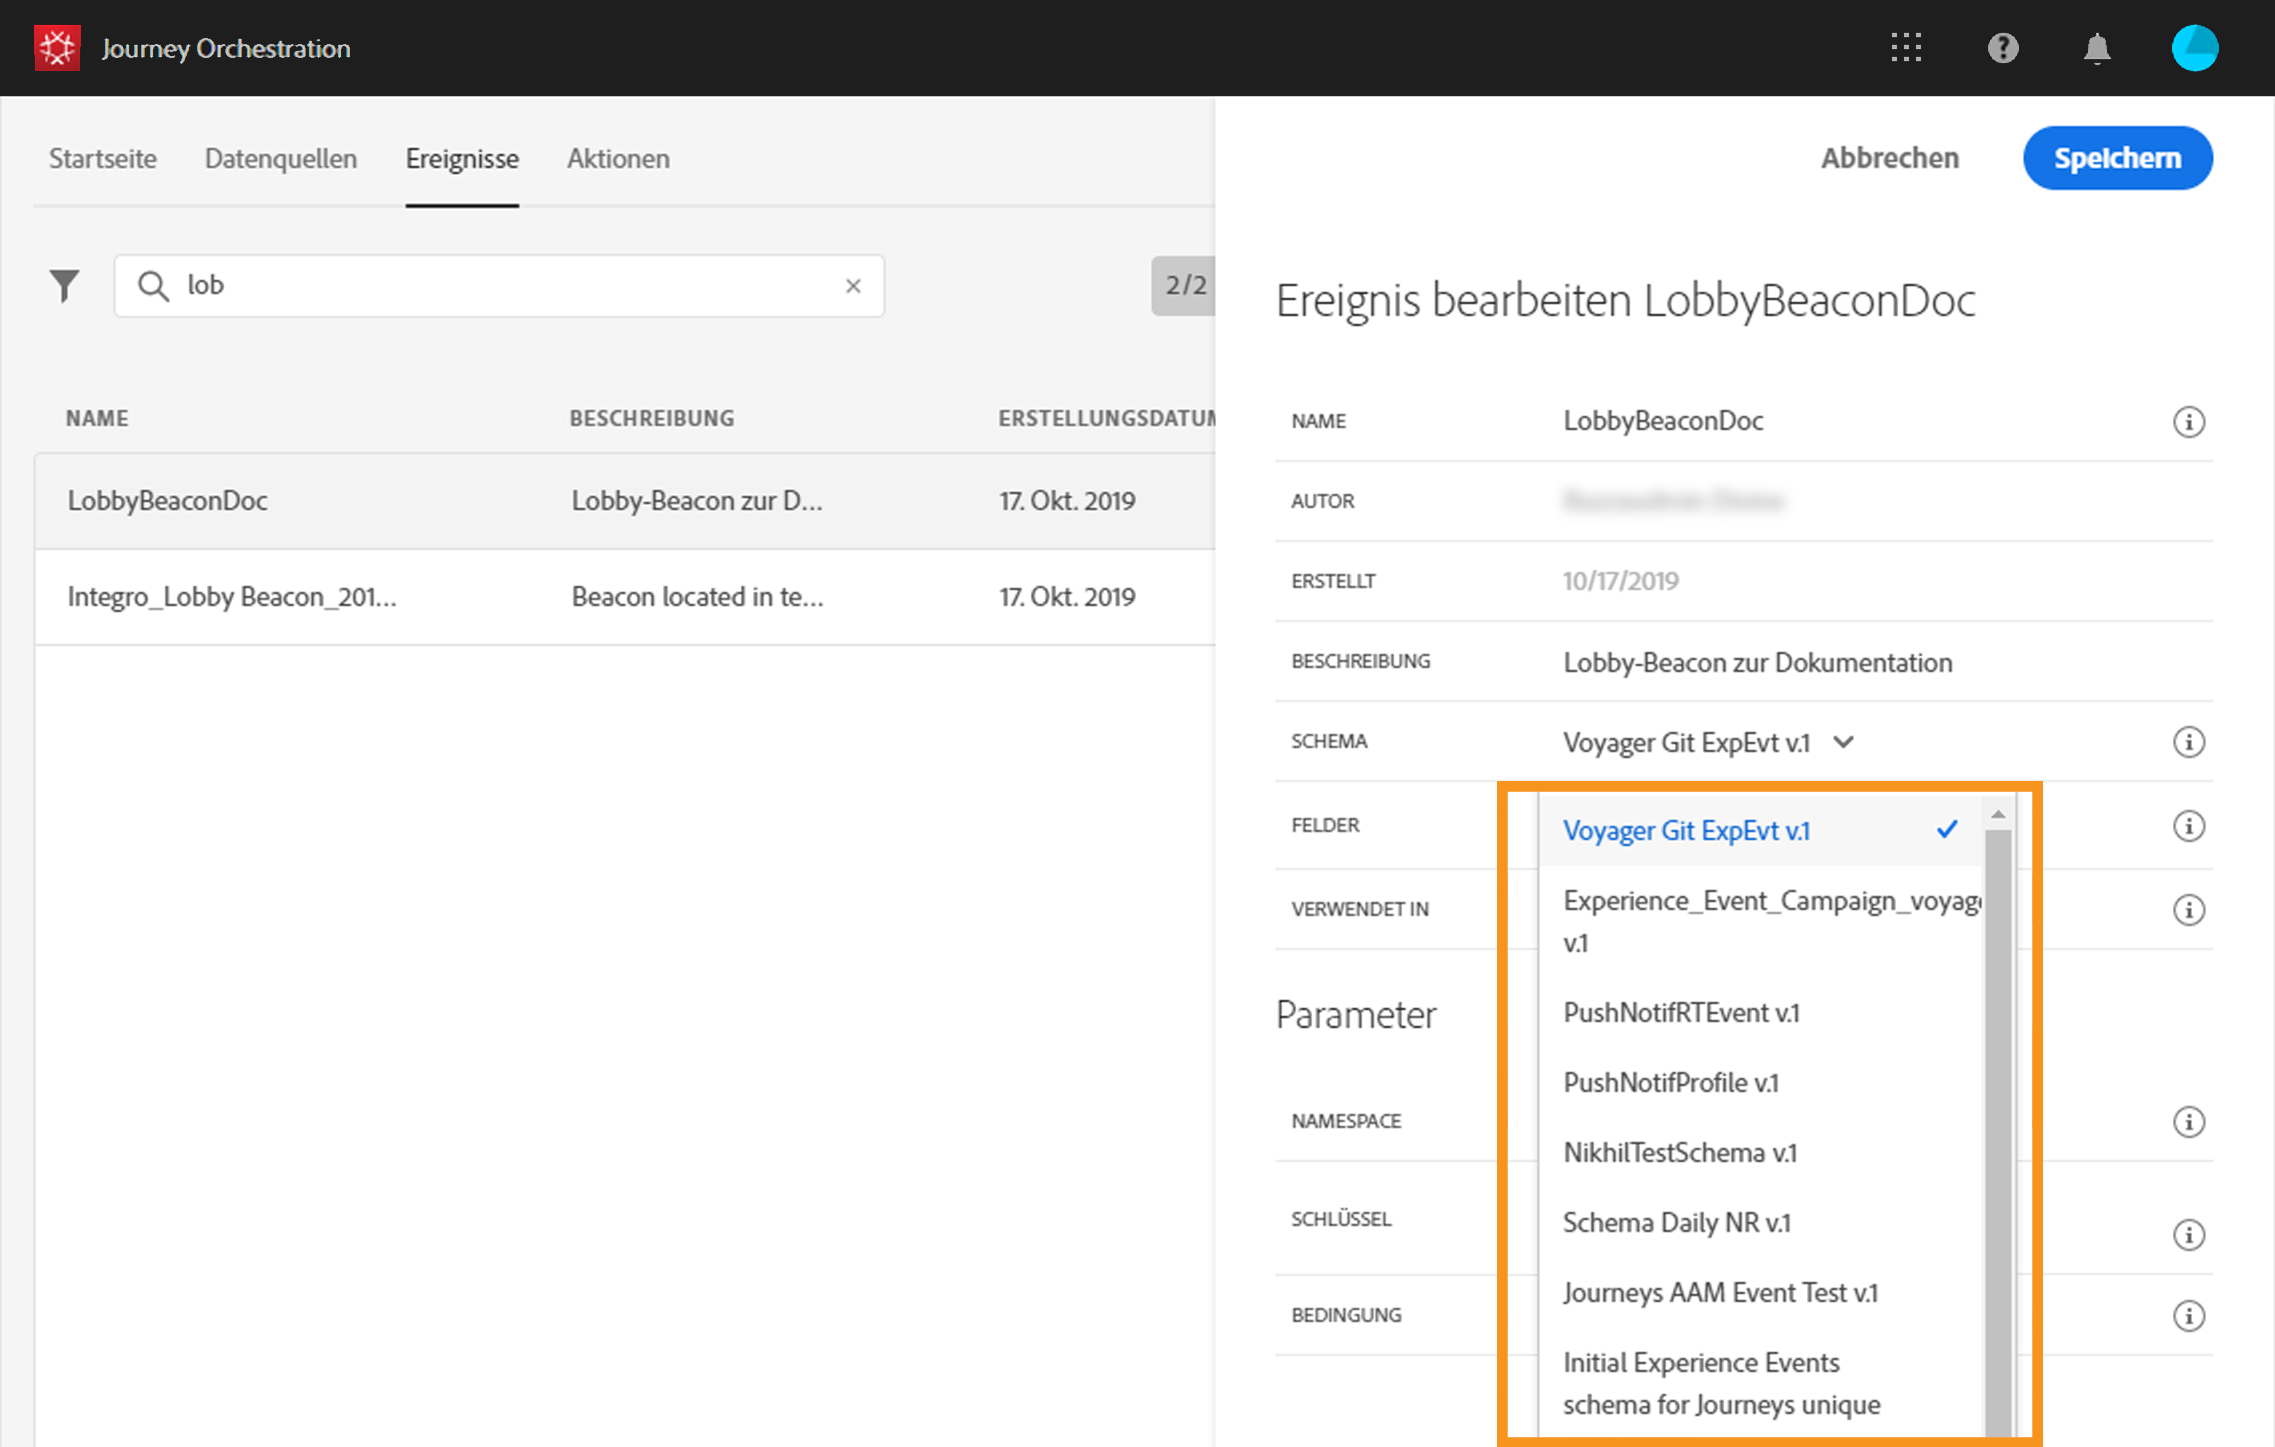 Journey Orchestration
Startseite Datenquellen Ereignisse Aktionen
Abbrechen Speichern
lob
2/2
Ereignis bearbeiten LobbyBeaconDoc
NAME BESCHREIBUNG ERSTELLUNGSDATUM
LobbyBeaconDoc Lobby-Beacon zur D... 17. Okt. 2019
Integro_Lobby Beacon_201... Beacon located in te... 17. Okt. 2019
NAME LobbyBeaconDoc
AUTOR
ERSTELLT 10/17/2019
BESCHREIBUNG Lobby-Beacon zur Dokumentation
SCHEMA Voyager Git ExpEvt v.1
FELDER
VERWENDET IN
Voyager Git ExpEvt v.1
Experience_Event_Campaign_voyage
v.1
PushNotifRTEvent v.1
PushNotifProfile v.1
NikhilTestSchema v.1
Schema Daily NR v.1
Journeys AAM Event Test v.1
Initial Experience Events
schema for Journeys unique
Parameter
NAMESPACE
SCHLÜSSEL
BEDINGUNG